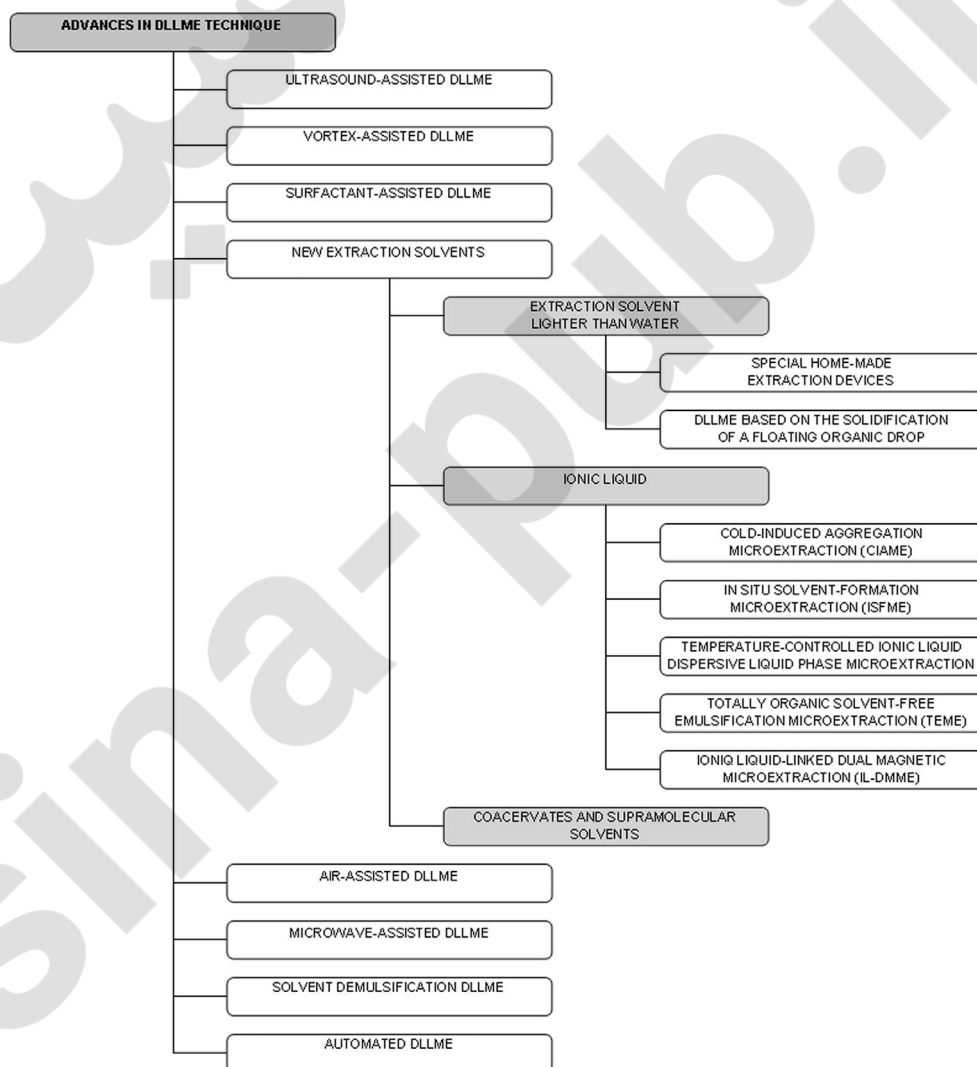 ADVANCES IN DLLME TECHNIQUE
ULTRASOUND-ASSISTED DLLME
VORTEX-ASSISTED DLLME
SURFACTANT-ASSISTED DLLME
NEW EXTRACTION SOLVENTS
EXTRACTION SOLVENT
LIGHTER THAN WATER
SPECIAL HOME-MADE
EXTRACTION DEVICES
DLLME BASED ON THE SOLIDIFICATION
OF A FLOATING ORGANIC DROP
IONIC LIQUID
COLD-INDUCED AGGREGATION
MICROEXTRACTION (CIAME)
IN SITU SOLVENT-FORMATION
MICROEXTRACTION (ISFME)
TEMPERATURE-CONTROLLED IONIC LIQUID
DISPERSIVE LIQUID PHASE MICROEXTRACTION
TOTALLY ORGANIC SOLVENT-FREE
EMULSIFICATION MICROEXTRACTION (TEME)
IONIQ LIQUID-LINKED DUAL MAGNETIC
MICROEXTRACTION (IL-DMME)
COACERVATES AND SUPRAMOLECULAR
SOLVENTS
AIR-ASSISTED DLLME
MICROWAVE-ASSISTED DLLME
SOLVENT DEMULSIFICATION DLLME
AUTOMATED DLLME
sina-pub.i